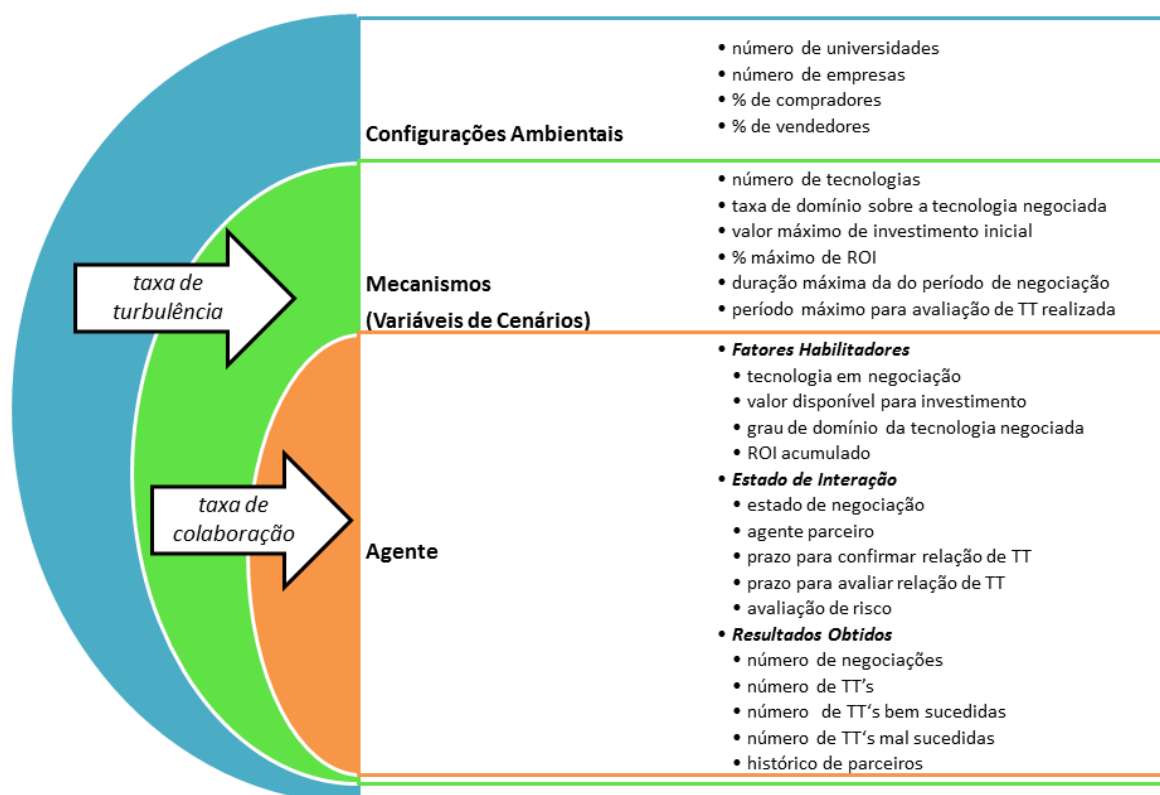 • número de universidades
• número de empresas
• % de compradores
• % de vendedores
Configurações Ambientais
• número de tecnologias
• taxa de domínio sobre a tecnologia negociada
• valor máximo de investimento inicial
• % máximo de ROI
• duração máxima da do período de negociação
• período máximo para avaliação de TT realizada
Mecanismos
(Variáveis de Cenários)
taxa de
turbulência
• Fatores Habilitadores
• tecnologia em negociação
• valor disponível para investimento
• grau de domínio da tecnologia negociada
• ROI acumulado
• Estado de Interação
• estado de negociação
• agente parceiro
• prazo para confirmar relação de TT
• prazo para avaliar relação de TT
• avaliação de risco
• Resultados Obtidos
• número de negociações
• número de TT’s
• número de TT‘s bem sucedidas
• número de TT‘s mal sucedidas
• histórico de parceiros
Agente
taxa de
colaboração